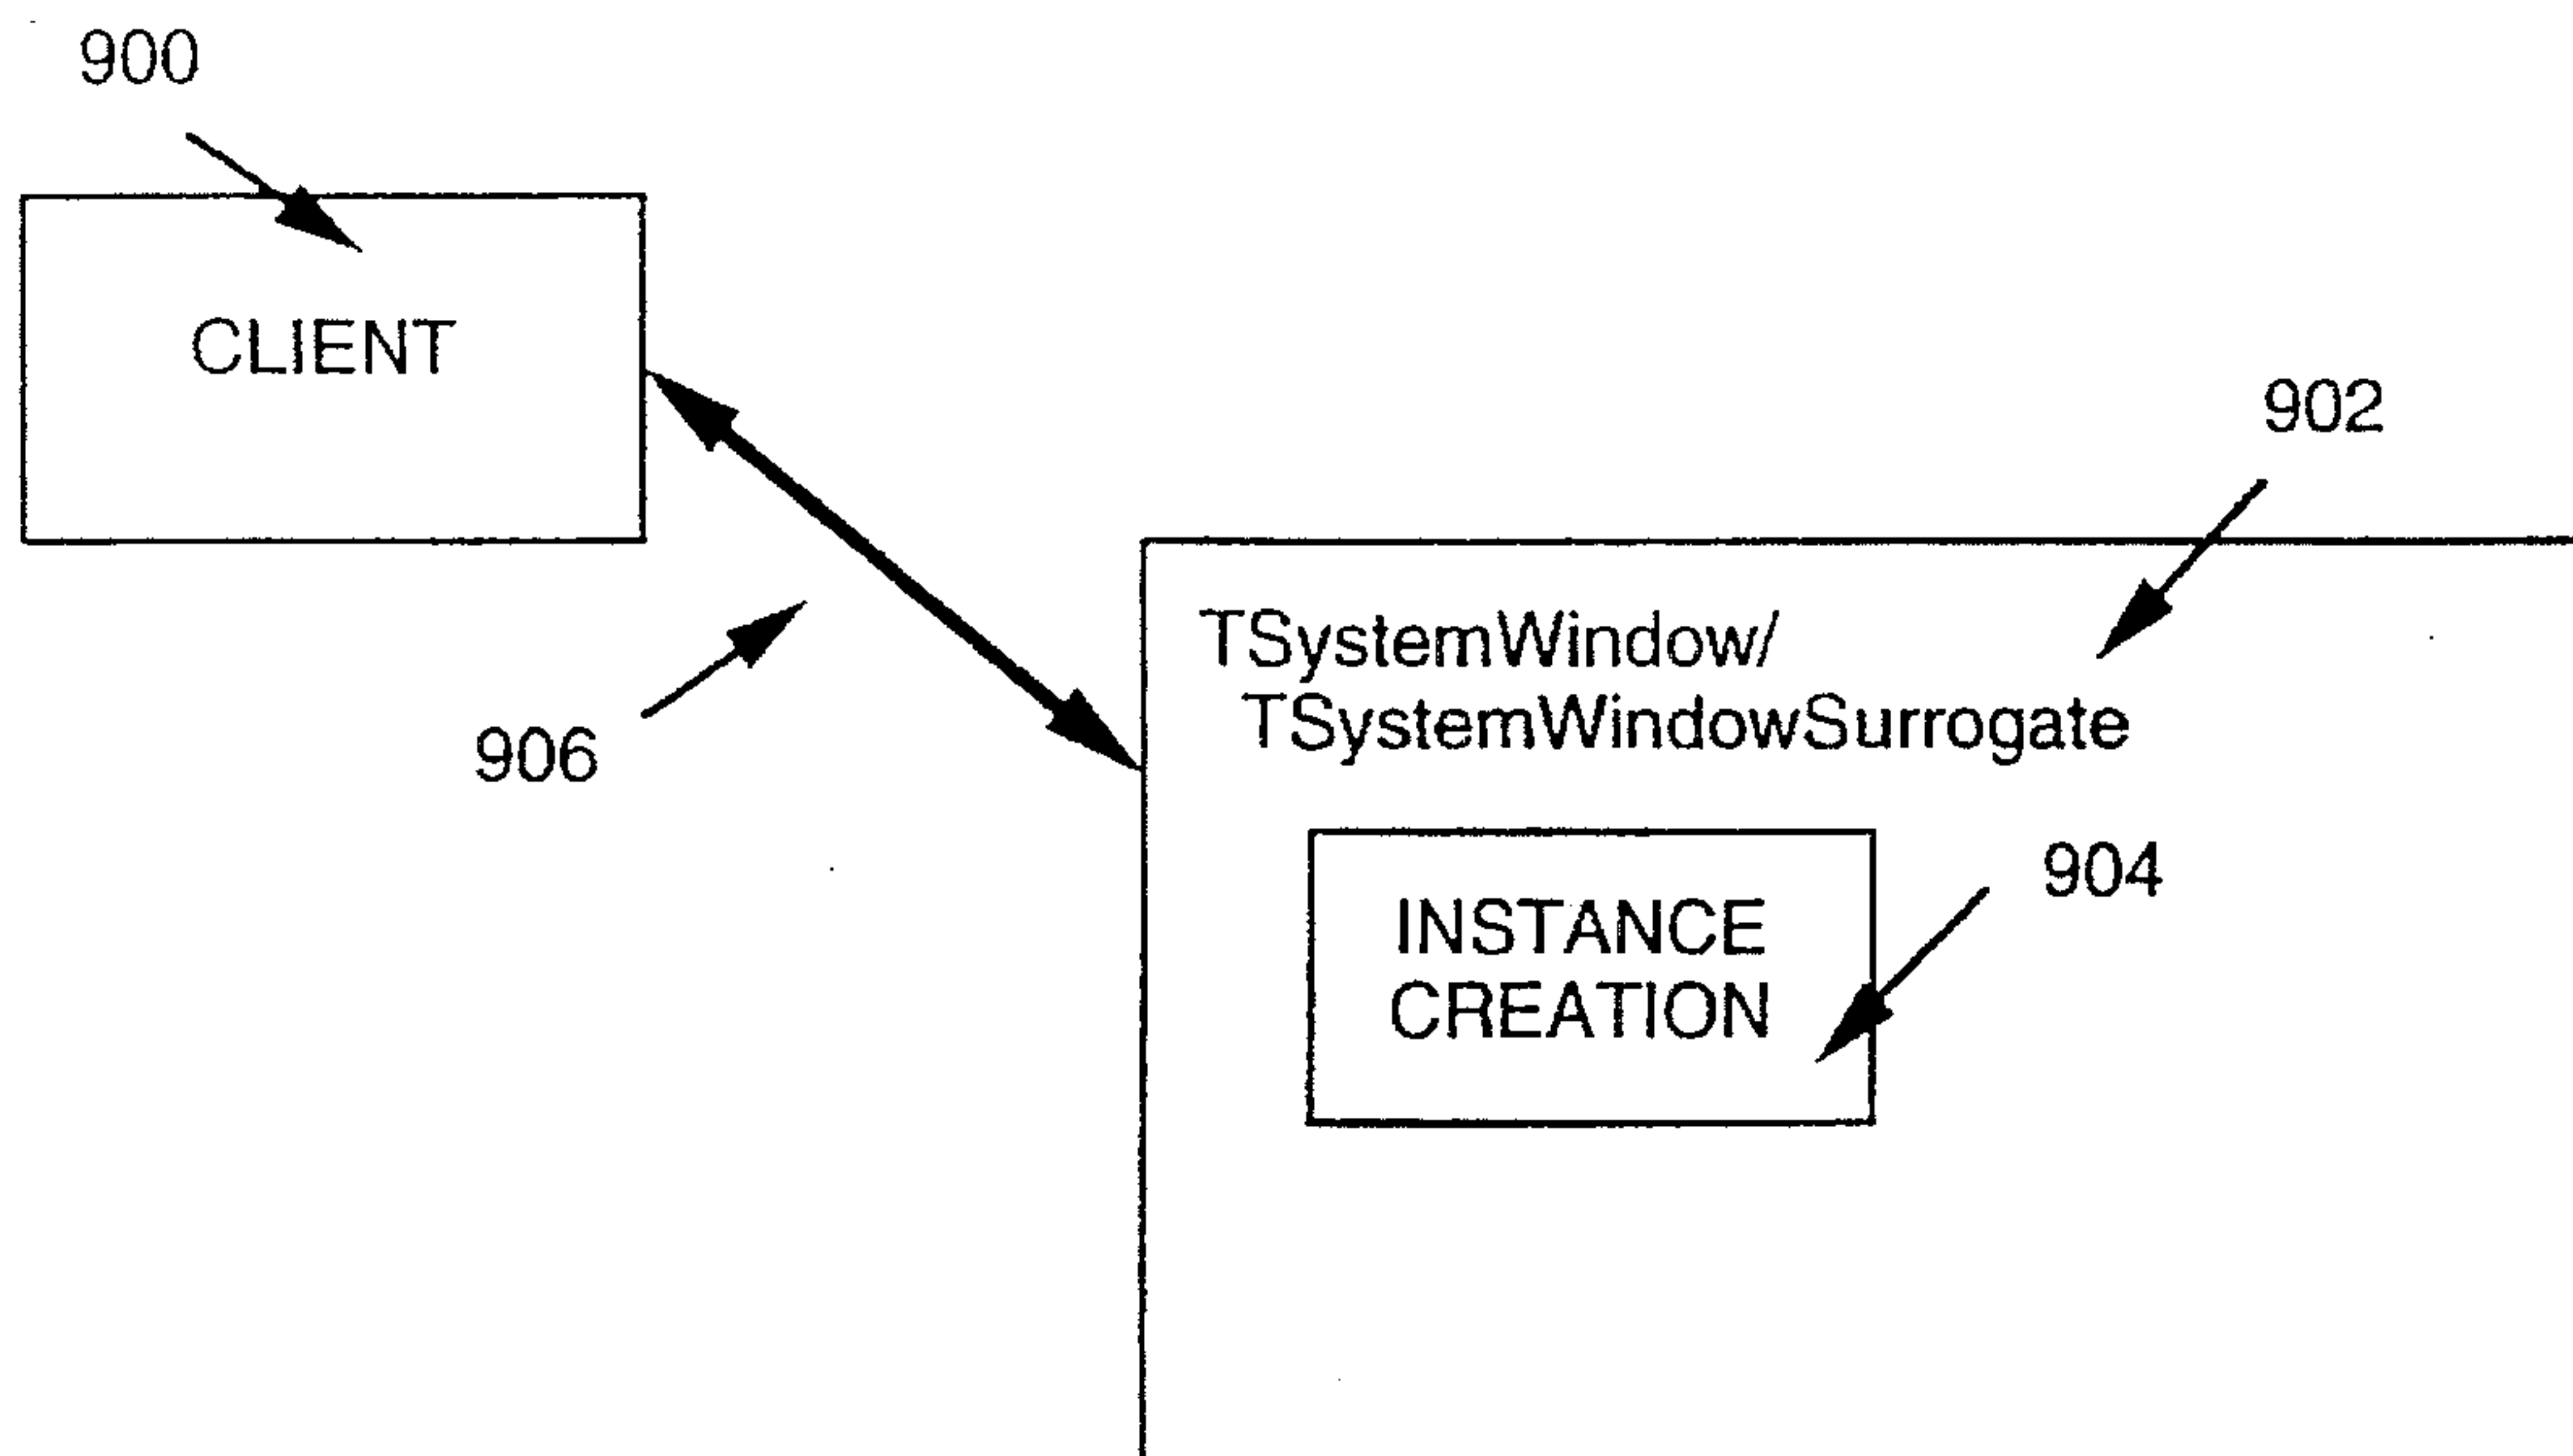 900
CLIENT
902
TSystemWindow/
TSystemWindowSurrogate
906
904
INSTANCE
CREATION